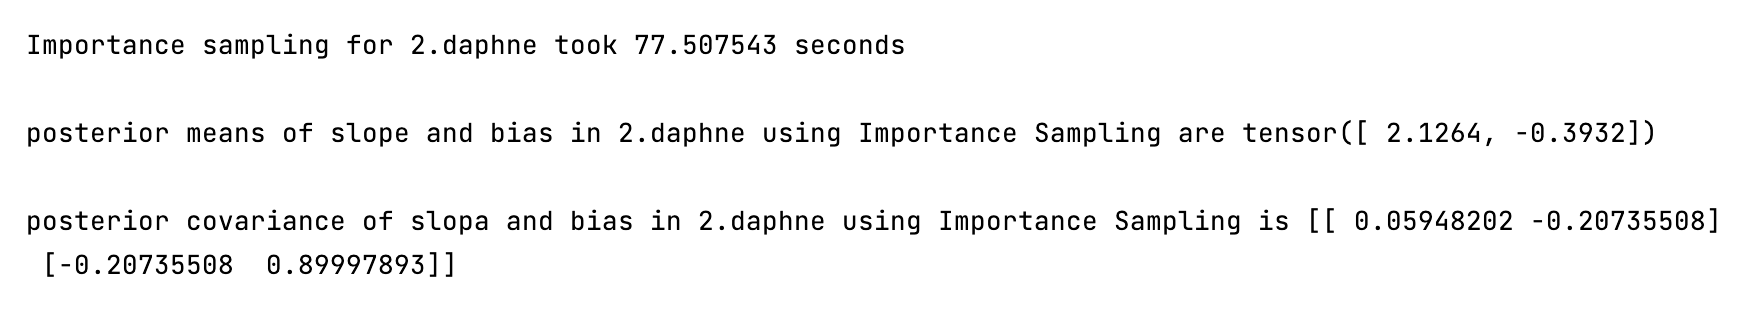 Importance sampling for 2.daphne took 77.507543 seconds
posterior means of slope and bias in 2.daphne using Importance Sampling are tensor([ 2.1264, -0.3932])
posterior covariance of slopa and bias in 2.daphne using Importance Sampling is [[ 0.05948202 -0.20735508]
 [-0.20735508  0.89997893]]